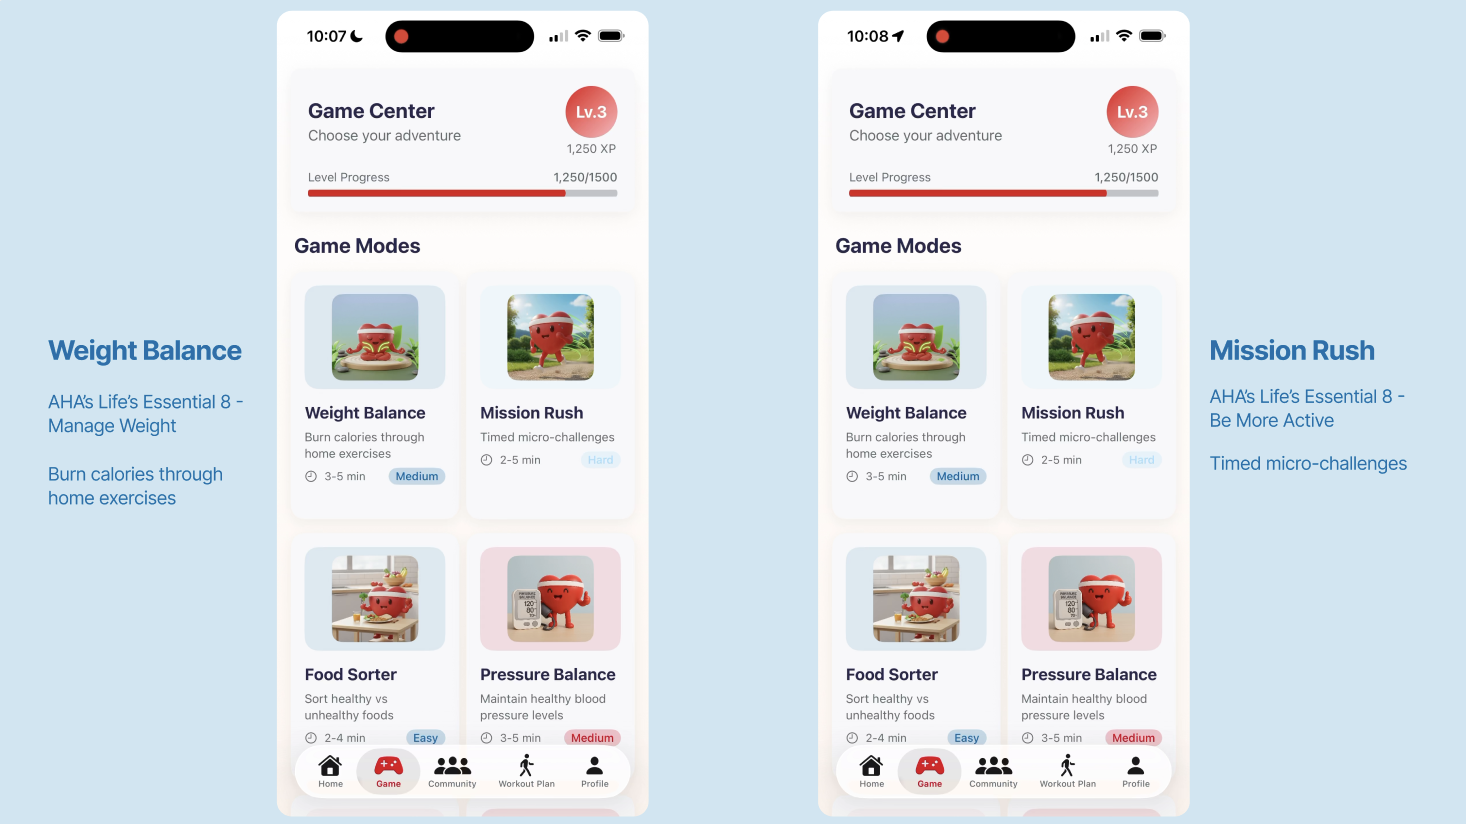 Weight Balance
AHA's Life's Essential 8 -
Manage Weight
Burn calories through
home exercises
10:07
Game Center
Choose your adventure
Lv.3
1,250 XP
Level Progress
1,250/1500
Game Modes
Weight Balance
Burn calories through
home exercises
3-5 min
Medium
Mission Rush
Timed micro-challenges
2-5 min
Hard
Food Sorter
Sort healthy vs
unhealthy foods
2-4 min
Easy
120
80
Pressure Balance
Maintain healthy blood
pressure levels
3-5 min
Medium
Home
Game
Community
Workout Plan
Profile
10:08
Game Center
Choose your adventure
Lv.3
1,250 XP
Level Progress
1,250/1500
Game Modes
Weight Balance
Burn calories through
home exercises
3-5 min
Medium
Mission Rush
Timed micro-challenges
2-5 min
Hard
Food Sorter
Sort healthy vs
unhealthy foods
2-4 min
Easy
120
80
Pressure Balance
Maintain healthy blood
pressure levels
3-5 min
Medium
Home
Game
Community
Workout Plan
Profile
Mission Rush
AHA's Life's Essential 8 -
Be More Active
Timed micro-challenges